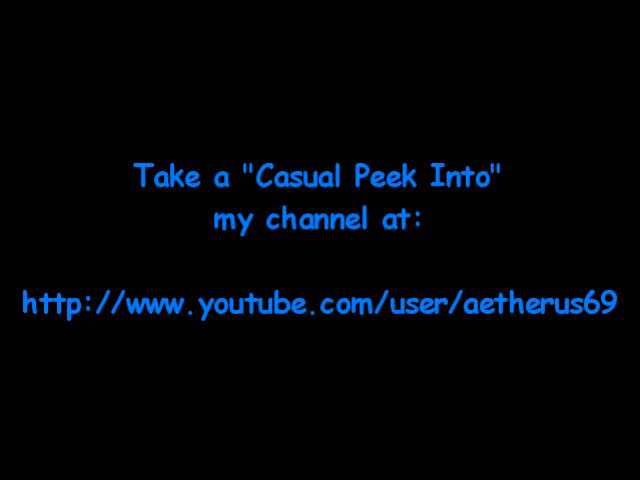 Take a "Casual Peek Into"
my channel at:
http://www.youtube.com/user/aetherus69